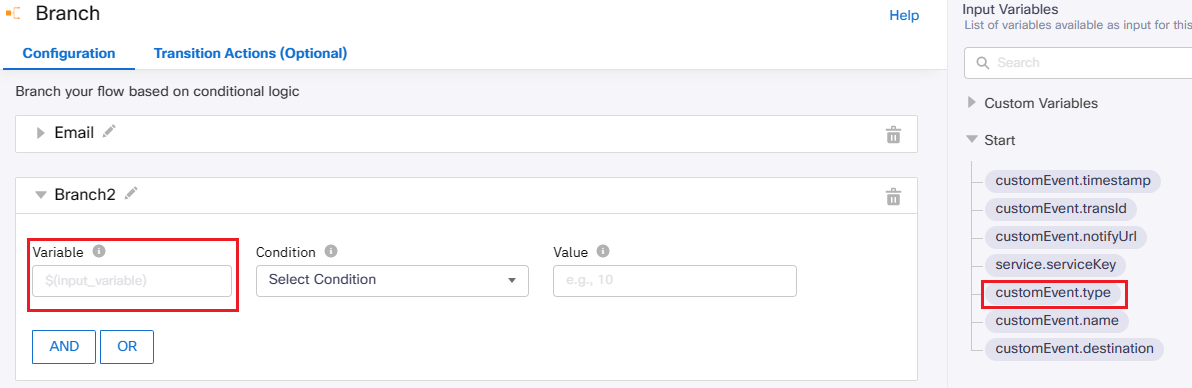 Branch
Help
Configuration
Transition Actions (Optional)
Branch your flow based on conditional logic
Email
Branch2
Variable
Condition
Value
$(input_variable)
Select Condition
e.g., 10
AND
OR
Input Variables
List of variables available as input for this
Search
Custom Variables
Start
customEvent.timestamp
customEvent.transId
customEvent.notifyUrl
service.serviceKey
customEvent.type
customEvent.name
customEvent.destination